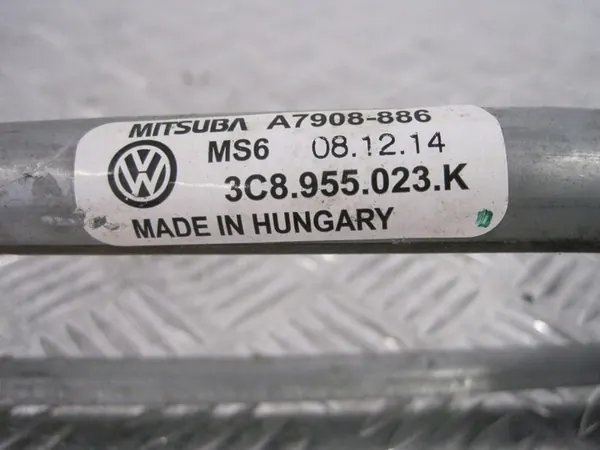 MITSUBA A7908-886
MS6 08.12.14
3C8.955.023.K
MADE IN HUNGARY